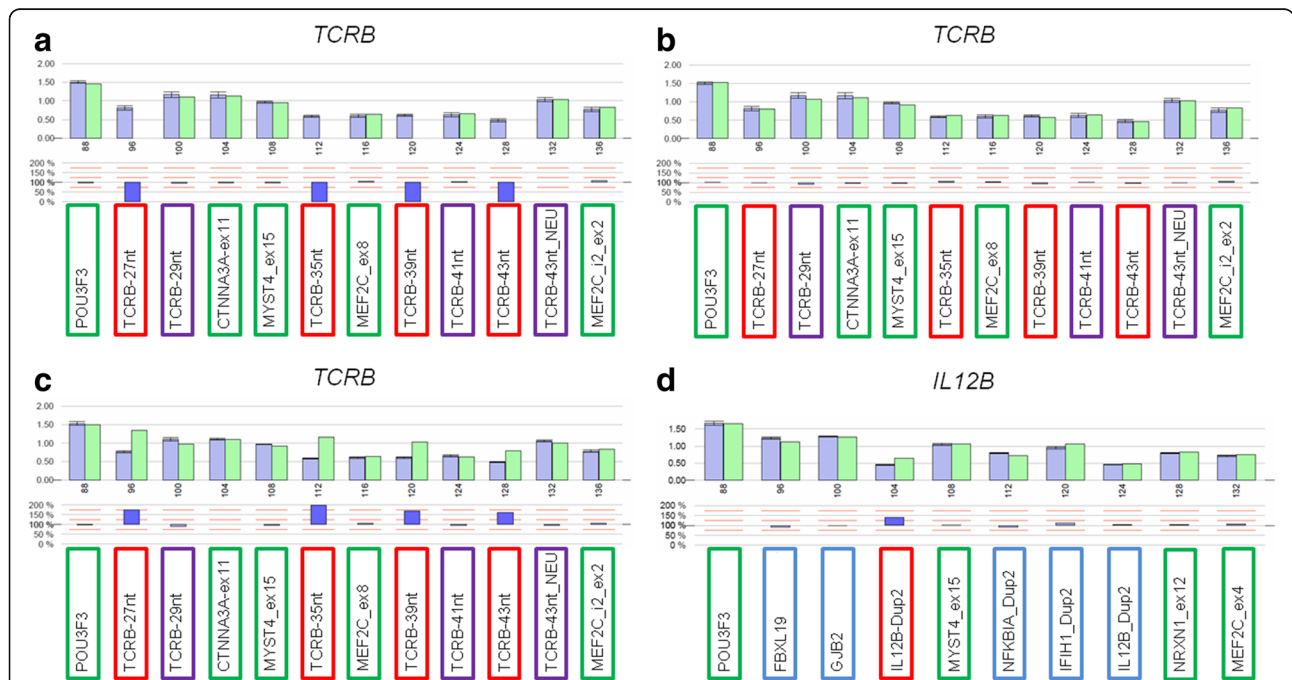 a
TCRB
2.00
1.50
1.00
0.50
0.00
88 96 100 104 108 112 116 120 124 128 132 136
200 %
150 %
100 %
50 %
0 %
POU3F3
TCRB-27nt
TCRB-29nt
CTNNA3A-ex11
MYST4_ex15
TCRB-35nt
MEF2C_ex8
TCRB-39nt
TCRB-41nt
TCRB-43nt
TCRB-43nt_NEU
MEF2C_i2_ex2
b
TCRB
2.00
1.50
1.00
0.50
0.00
88 96 100 104 108 112 116 120 124 128 132 136
200 %
150 %
100 %
50 %
0 %
POU3F3
TCRB-27nt
TCRB-29nt
CTNNA3A-ex11
MYST4_ex15
TCRB-35nt
MEF2C_ex8
TCRB-39nt
TCRB-41nt
TCRB-43nt
TCRB-43nt_NEU
MEF2C_i2_ex2
c
TCRB
2.00
1.50
1.00
0.50
0.00
88 96 100 104 108 112 116 120 124 128 132 136
200 %
150 %
100 %
50 %
0 %
POU3F3
TCRB-27nt
TCRB-29nt
CTNNA3A-ex11
MYST4_ex15
TCRB-35nt
MEF2C_ex8
TCRB-39nt
TCRB-41nt
TCRB-43nt
TCRB-43nt_NEU
MEF2C_i2_ex2
d
IL12B
1.50
1.00
0.50
0.00
88 96 100 104 108 112 120 124 128 132
200 %
150 %
100 %
50 %
0 %
POU3F3
FBXL19
GJB2
IL12B-Dup2
MYST4_ex15
NFKBIA_Dup2
IFIH1_Dup2
IL12B_Dup2
NRXN1_ex12
MEF2C_ex4